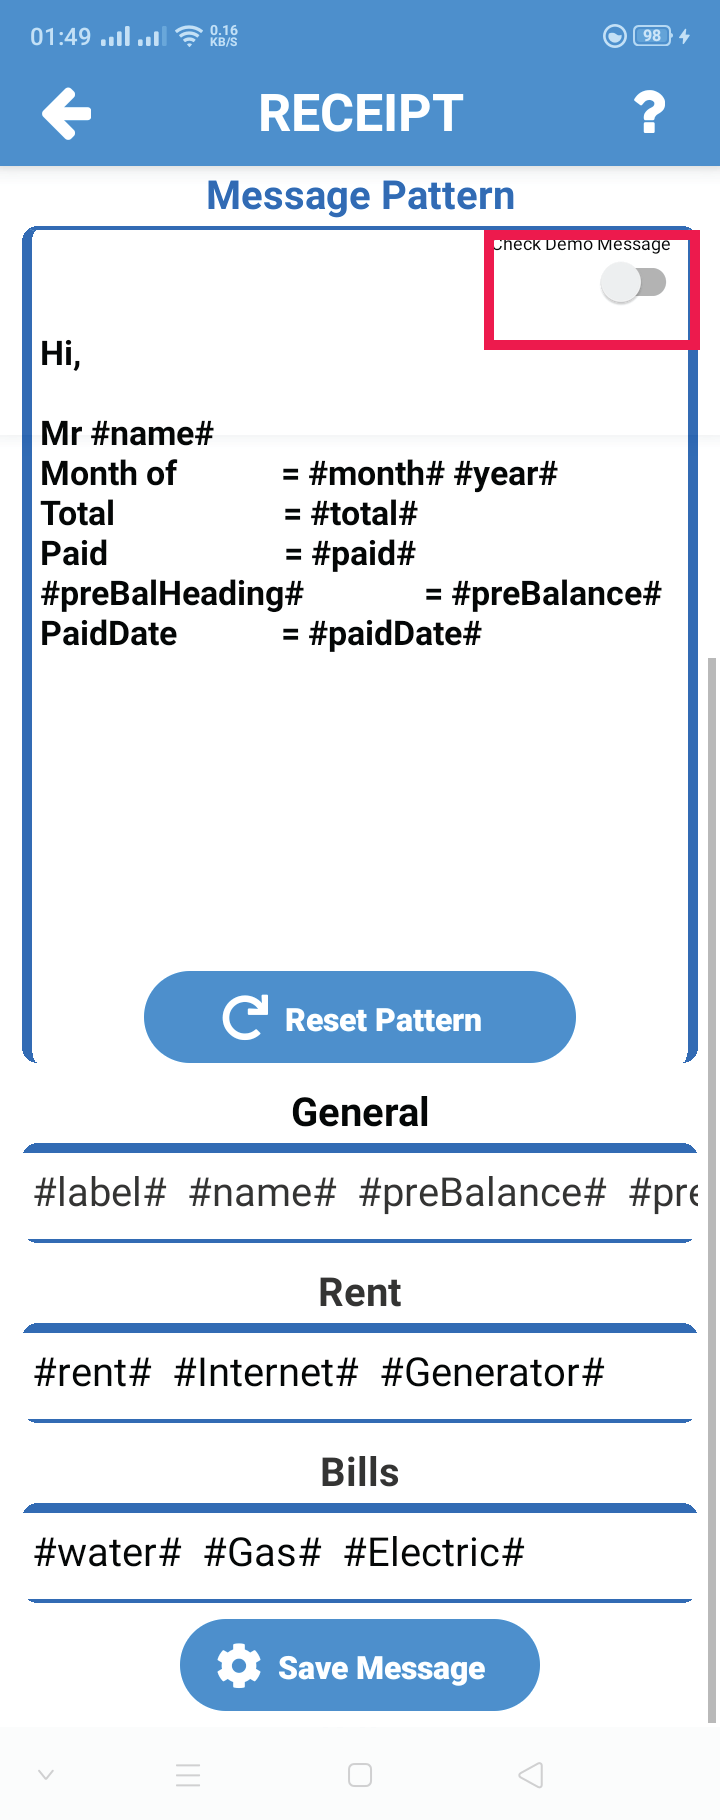 01:49 0.16 KB/S 98
RECEIPT ?
Message Pattern
Check Demo Message
Hi,
Mr #name#
Month of = #month# #year#
Total = #total#
Paid = #paid#
#preBalHeading# = #preBalance#
PaidDate = #paidDate#
Reset Pattern
General
#label# #name# #preBalance# #pre
Rent
#rent# #Internet# #Generator#
Bills
#water# #Gas# #Electric#
Save Message